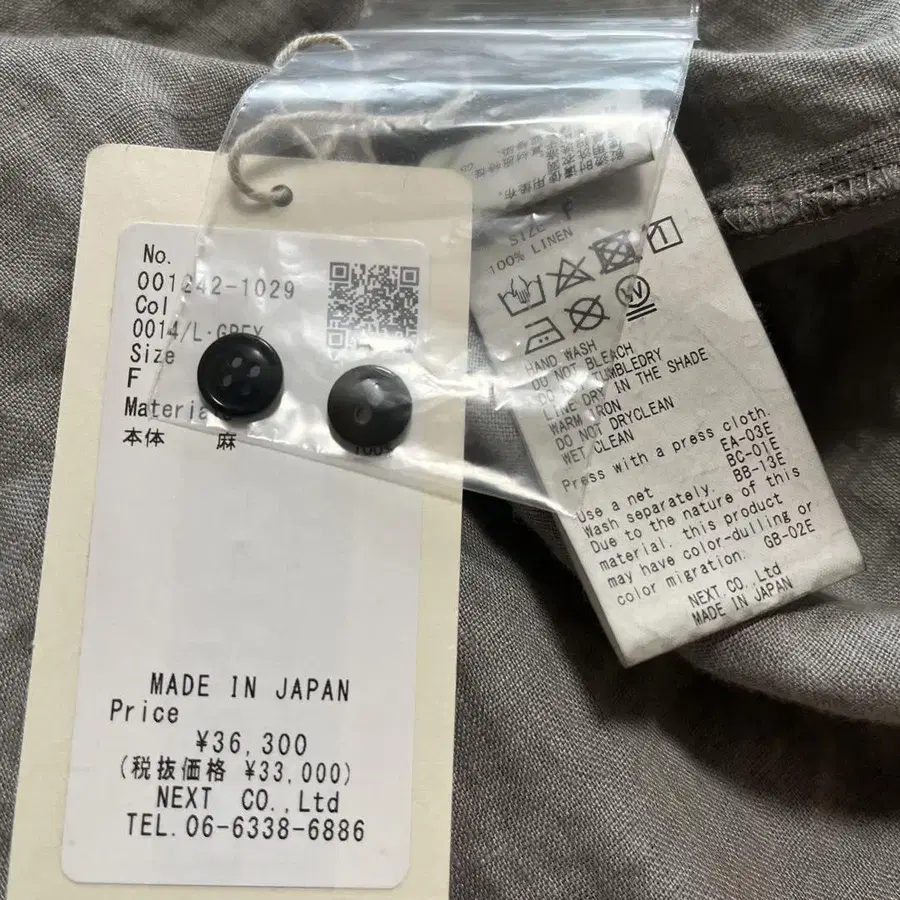 No.
001242-1029
Col
0014/L・GREY
Size
F
Material
本体 麻 100%
MADE IN JAPAN
Price
¥36,300
(税抜価格 ¥33,000)
NEXT CO.,Ltd
TEL.06-6338-6886
SIZE F
100% LINEN
HAND WASH
DO NOT BLEACH
DO NOT TUMBLEDRY
LINE DRY IN THE SHADE
WARM IRON
DO NOT DRYCLEAN
WET CLEAN
Press with a press cloth.
EA-03E
Use a net
BC-01E
Wash separately.
BB-13E
Due to the nature of this
material, this product
may have color-dulling or
color migration. GB-02E
NEXT.CO.,Ltd
MADE IN JAPAN